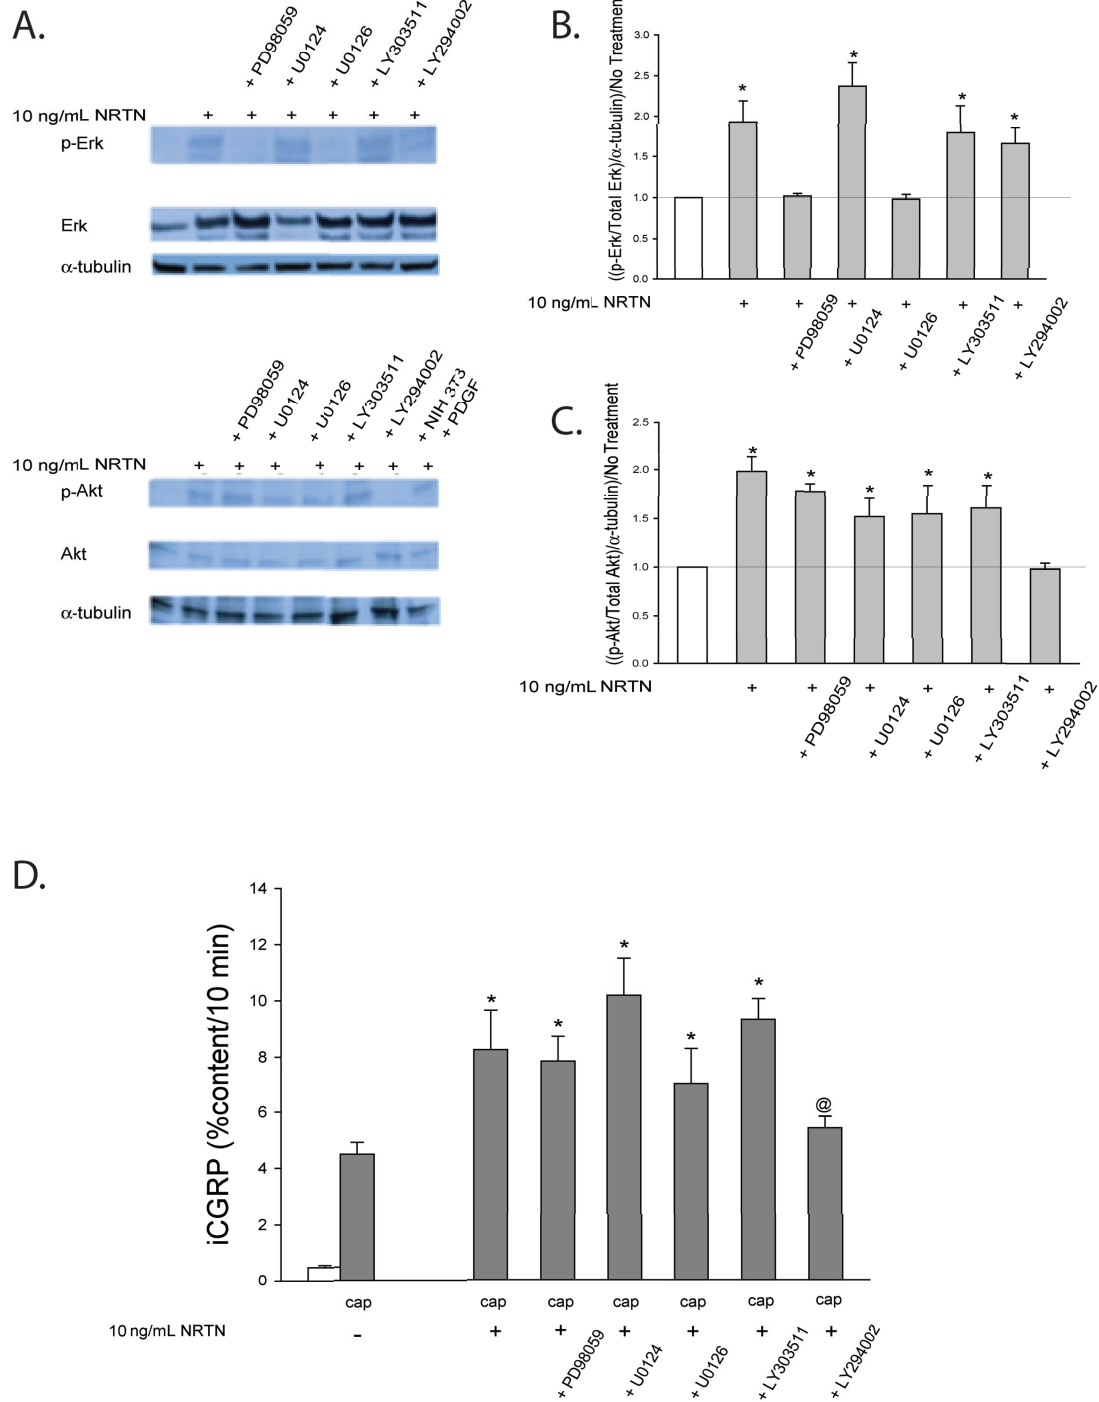 A.
+ PD98059
+ U0124
+ U0126
+ LY303511
+ LY294002
10 ng/mL NRTN + + + + + +
p-Erk
Erk
α-tubulin
+ PD98059
+ U0124
+ U0126
+ LY303511
+ LY294002
+ NIH 3T3
+ PDGF
10 ng/mL NRTN + + + + + + +
p-Akt
Akt
α-tubulin
B.
((p-Erk/Total Erk)/α-tubulin)/No Treatment
3.0
2.5
2.0
1.5
1.0
0.5
0.0
* * * *
10 ng/mL NRTN + + + + + +
+ PD98059
+ U0124
+ U0126
+ LY303511
+ LY294002
C.
((p-Akt/Total Akt)/α-tubulin)/No Treatment
2.5
2.0
1.5
1.0
0.5
0.0
* * * * *
10 ng/mL NRTN + + + + + +
+ PD98059
+ U0124
+ U0126
+ LY303511
+ LY294002
D.
iCGRP (%content/10 min)
14
12
10
8
6
4
2
0
* * * * * @
cap cap cap cap cap cap cap
10 ng/mL NRTN - + + + + + +
+ PD98059
+ U0124
+ U0126
+ LY303511
+ LY294002